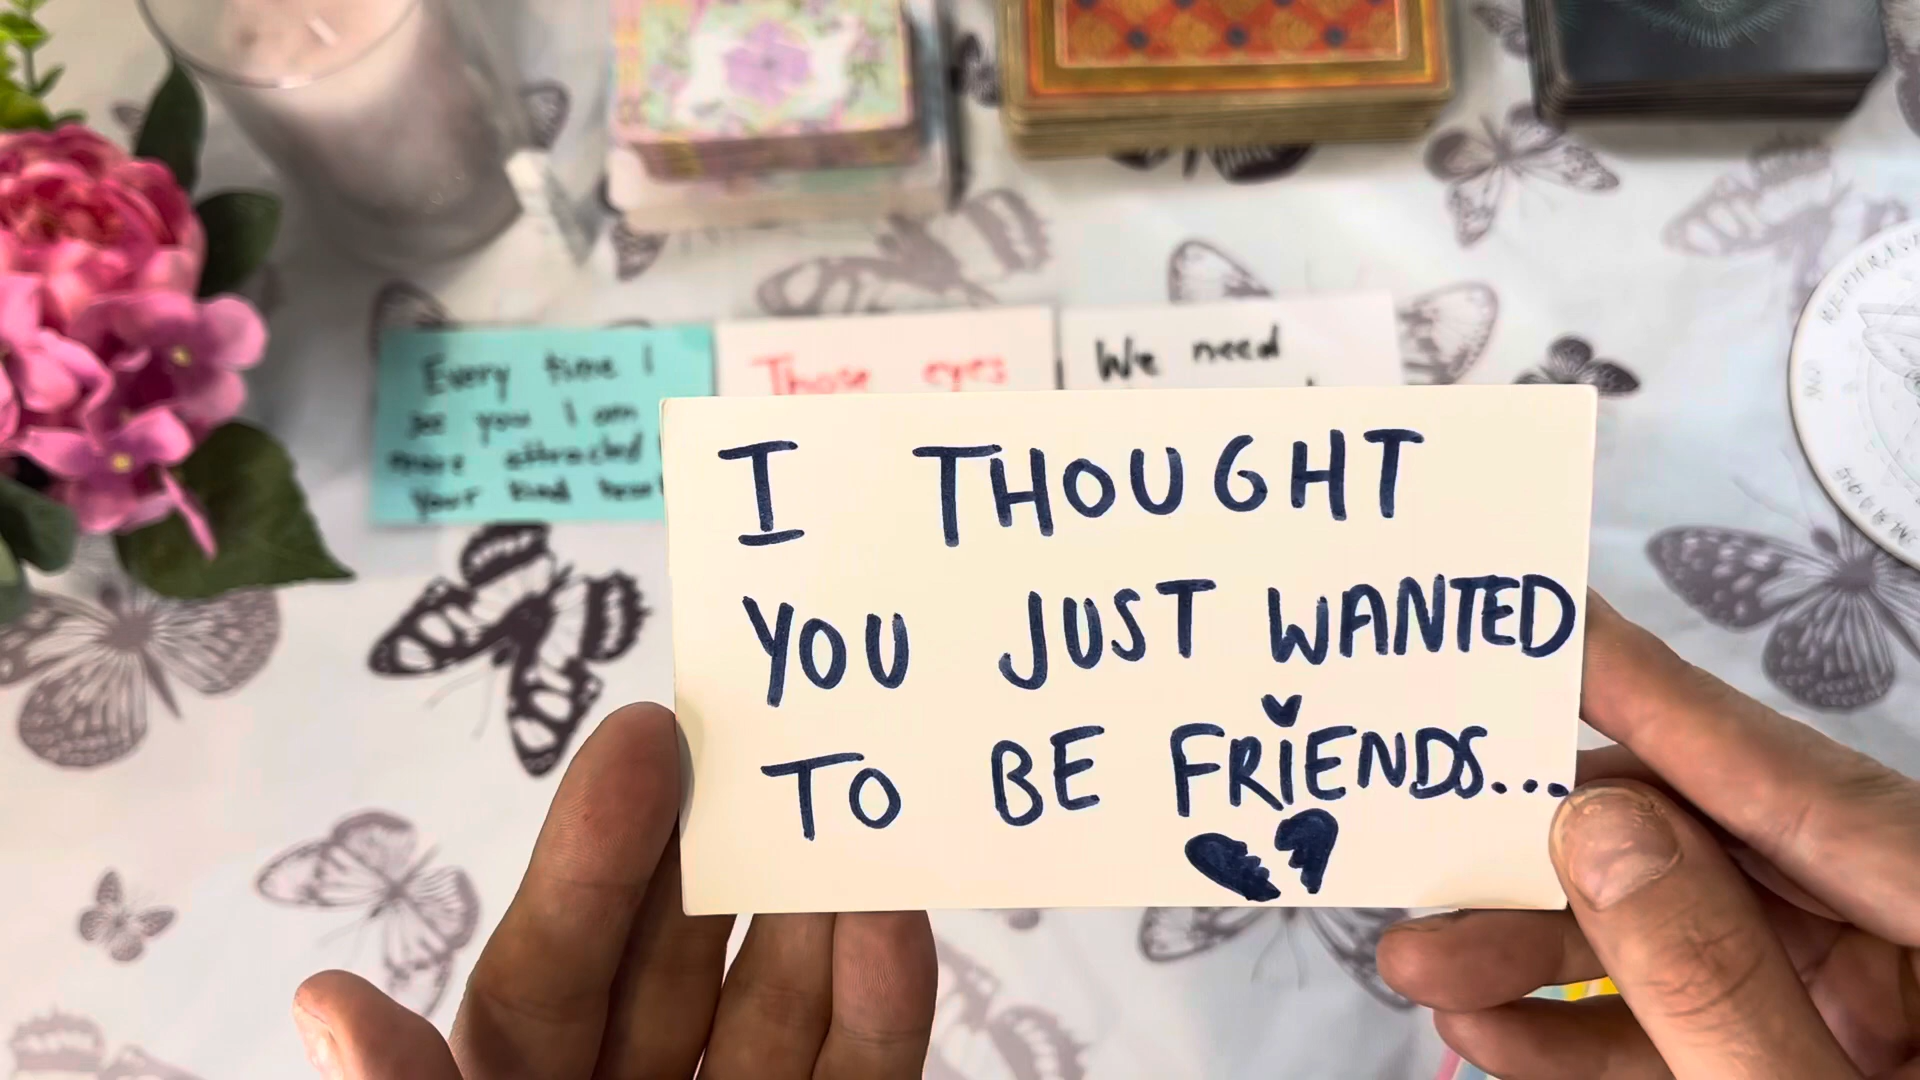 Every time I
see you I am
more attracted
your kind
Those eyes
We need
I THOUGHT
YOU JUST WANTED
TO BE FRIENDS...